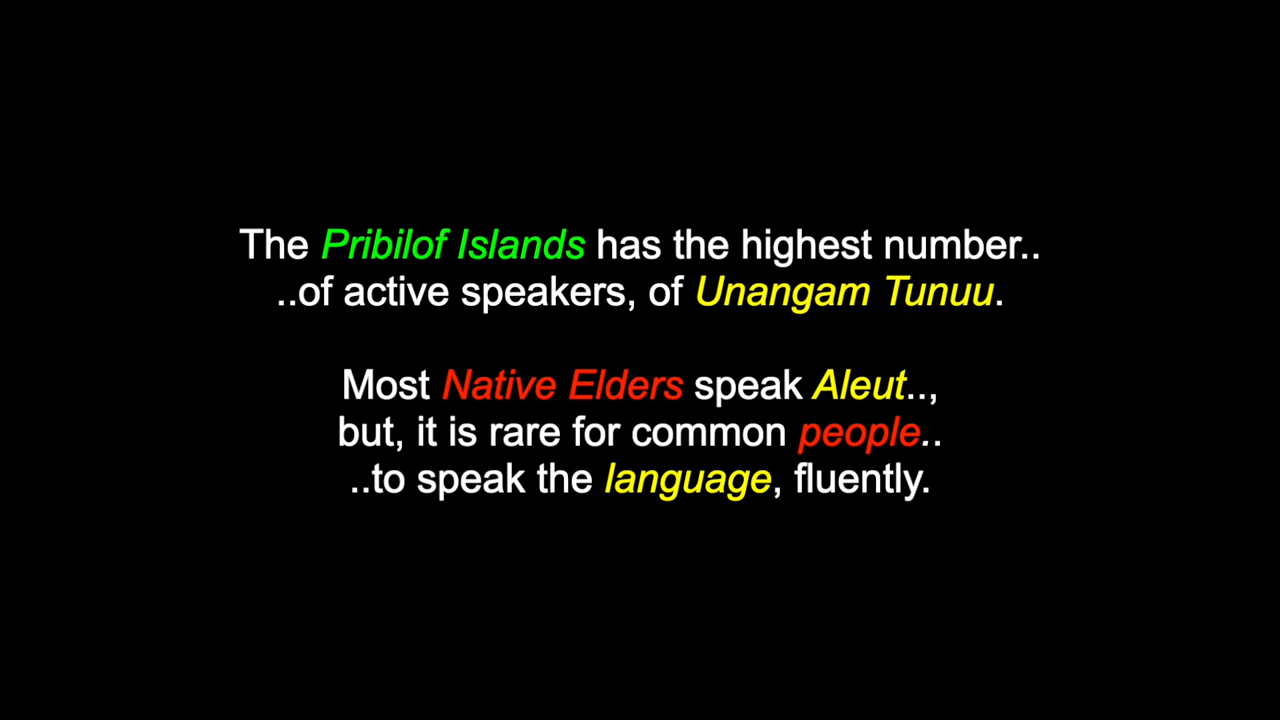 The Pribilof Islands has the highest number..
..of active speakers, of Unangam Tunuu.
Most Native Elders speak Aleut..,
but, it is rare for common people..
..to speak the language, fluently.